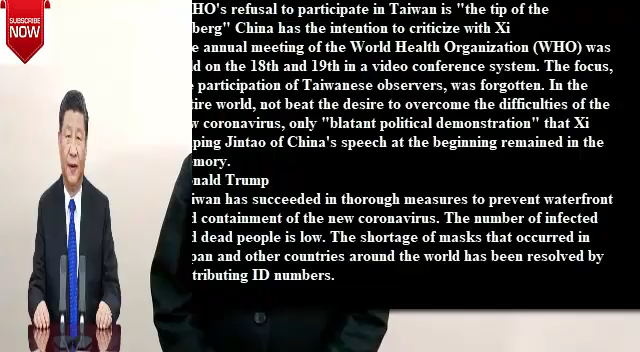 SUBSCRIBE
NOW
HO's refusal to participate in Taiwan is "the tip of the
berg" China has the intention to criticize with Xi
e annual meeting of the World Health Organization (WHO) was
d on the 18th and 19th in a video conference system. The focus,
participation of Taiwanese observers, was forgotten. In the
ire world, not beat the desire to overcome the difficulties of the
w coronavirus, only "blatant political demonstration" that Xi
ping Jintao of China's speech at the beginning remained in the
mory.
nald Trump
iwan has succeeded in thorough measures to prevent waterfront
d containment of the new coronavirus. The number of infected
d dead people is low. The shortage of masks that occurred in
pan and other countries around the world has been resolved by
tributing ID numbers.